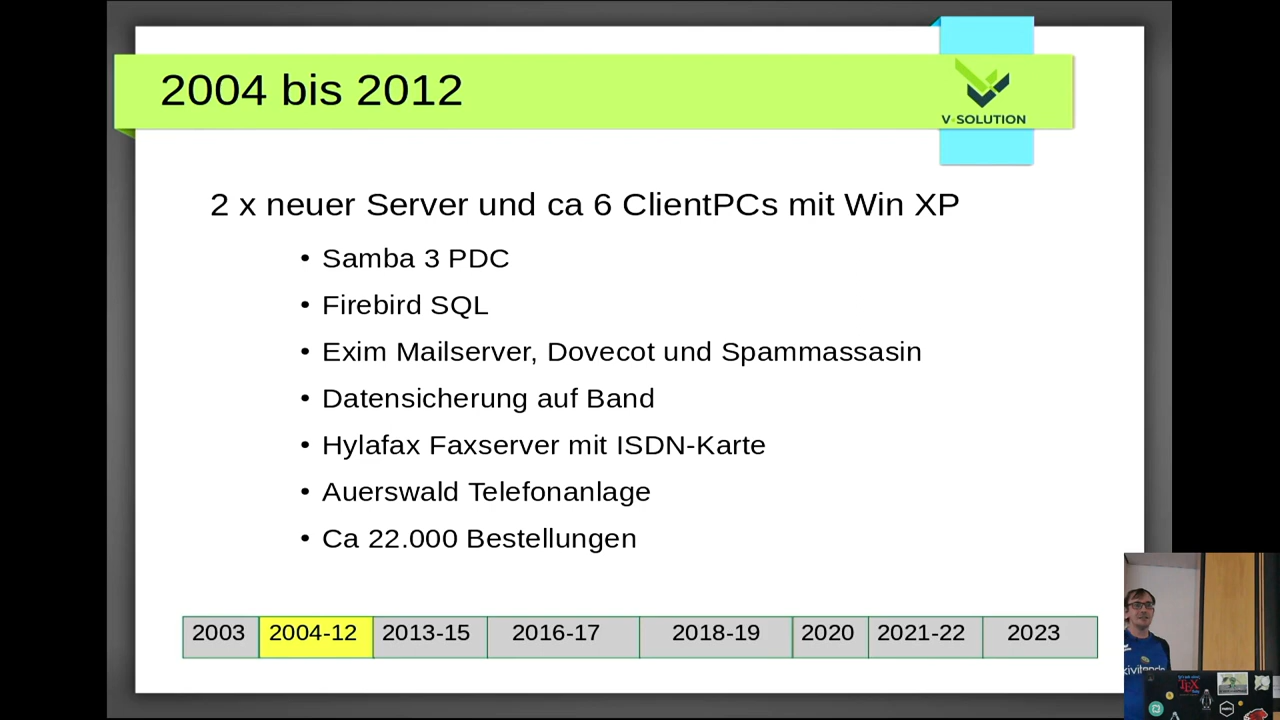 2004 bis 2012
V-SOLUTION
2 x neuer Server und ca 6 ClientPCs mit Win XP
• Samba 3 PDC
• Firebird SQL
• Exim Mailserver, Dovecot und Spammassasin
• Datensicherung auf Band
• Hylafax Faxserver mit ISDN-Karte
• Auerswald Telefonanlage
• Ca 22.000 Bestellungen
2003 2004-12 2013-15 2016-17 2018-19 2020 2021-22 2023
kivitendo
TEX